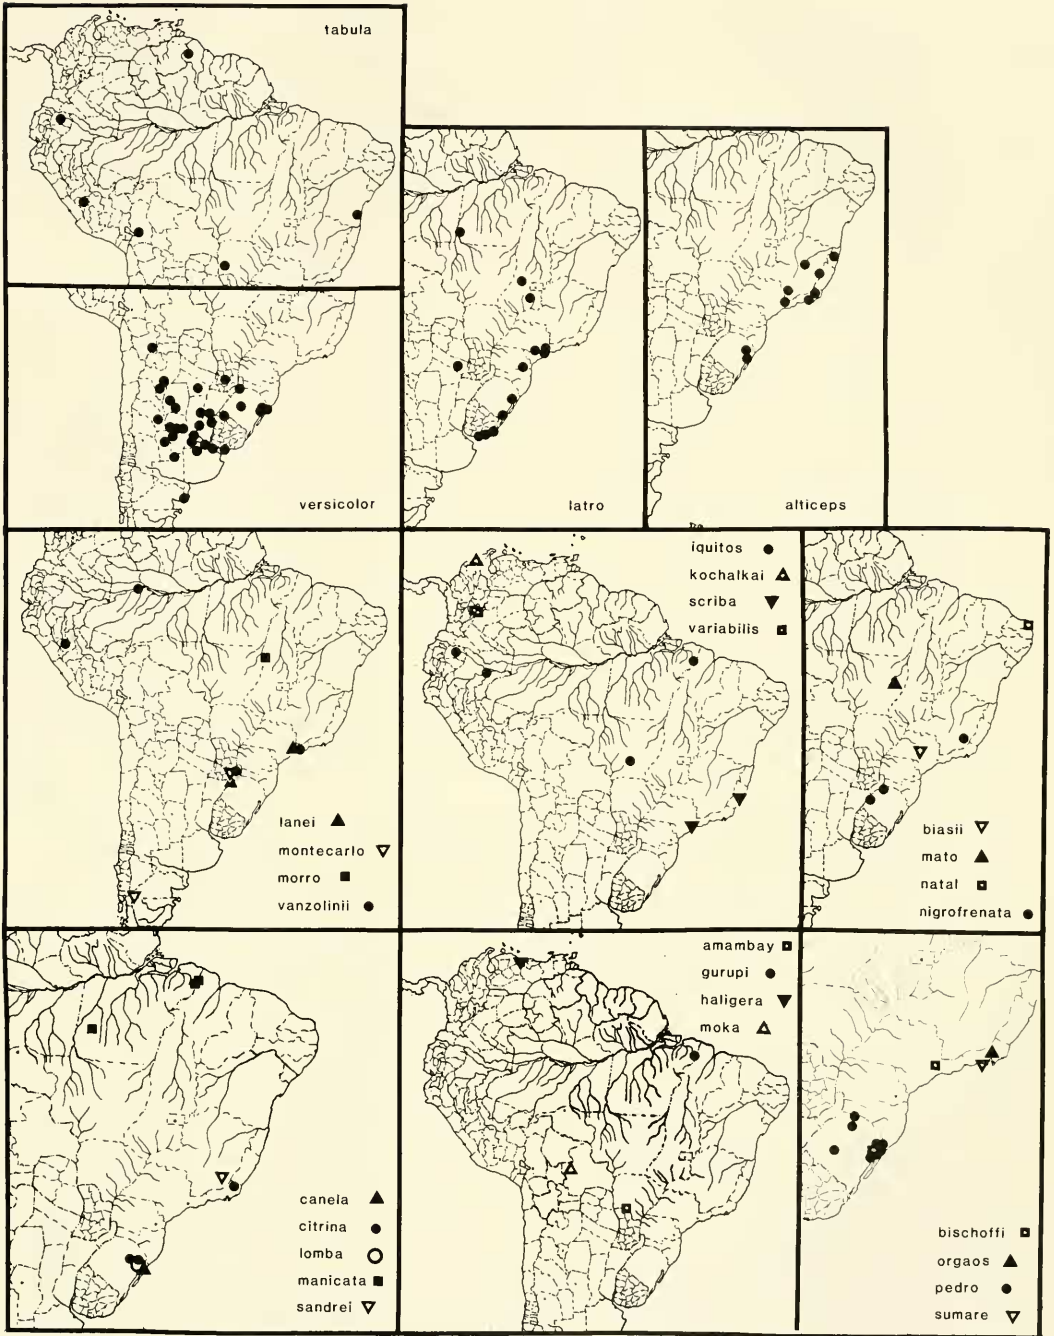 tabula
versicolor
latro
alticeps
lanei
montecarlo
morro
vanzolinii
iquitos
kochalkai
scriba
variabilis
biasii
mato
natal
nigrofrenata
canela
citrina
lomba
manicata
sandrei
amambay
gurupi
haligera
moka
bischoffi
orgaos
pedro
sumare